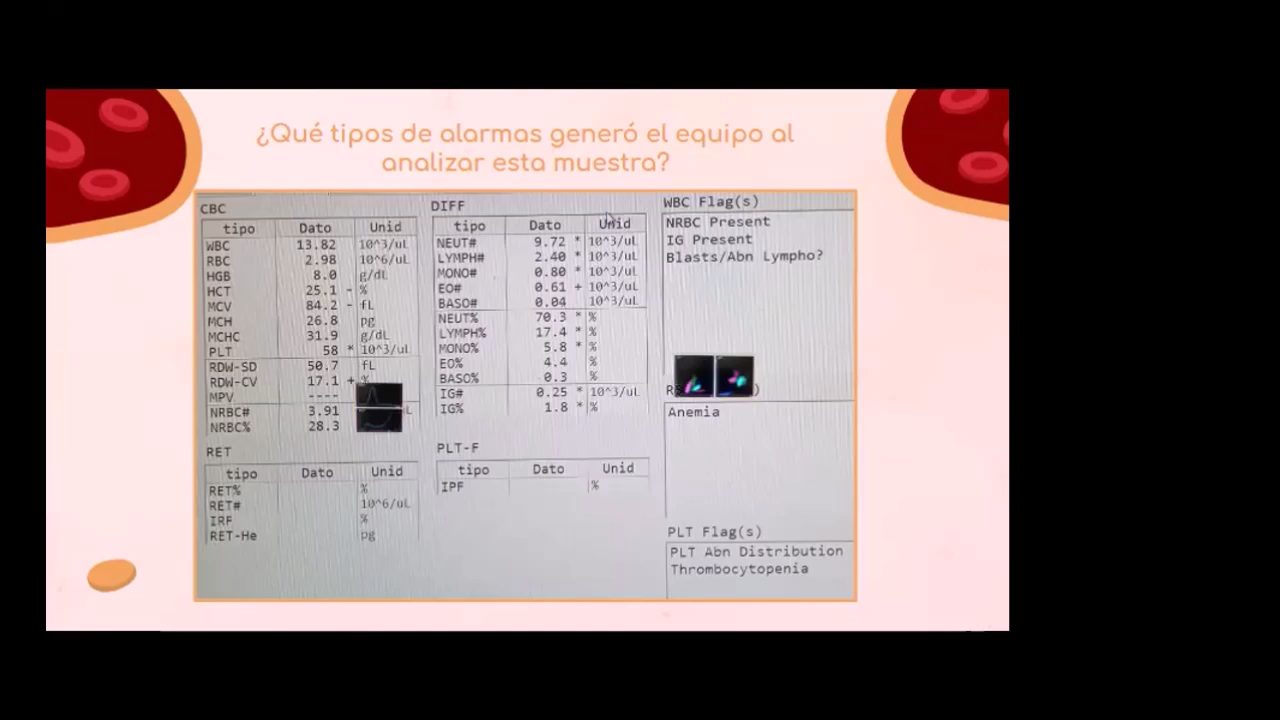 ¿Qué tipos de alarmas generó el equipo al
analizar esta muestra?
CBC
tipo Dato Unid
WBC 13.82 10^3/uL
RBC 2.98 10^6/uL
HGB 8.0 g/dL
HCT 25.1 - %
MCV 84.2 - fL
MCH 26.8 pg
MCHC 31.9 g/dL
PLT 58 * 10^3/uL
RDW-SD 50.7 fL
RDW-CV 17.1 + %
MPV ----
NRBC# 3.91
NRBC% 28.3
RET
tipo Dato Unid
RET% %
RET# 10^6/uL
IRF %
RET-He pg
DIFF
tipo Dato Unid
NEUT# 9.72 * 10^3/uL
LYMPH# 2.40 * 10^3/uL
MONO# 0.80 * 10^3/uL
EO# 0.61 + 10^3/uL
BASO# 0.04 10^3/uL
NEUT% 70.3 * %
LYMPH% 17.4 * %
MONO% 5.8 * %
EO% 4.4 %
BASO% 0.3 %
IG# 0.25 * 10^3/uL
IG% 1.8 * %
PLT-F
tipo Dato Unid
IPF %
WBC Flag(s)
NRBC Present
IG Present
Blasts/Abn Lympho?
Anemia
PLT Flag(s)
PLT Abn Distribution
Thrombocytopenia